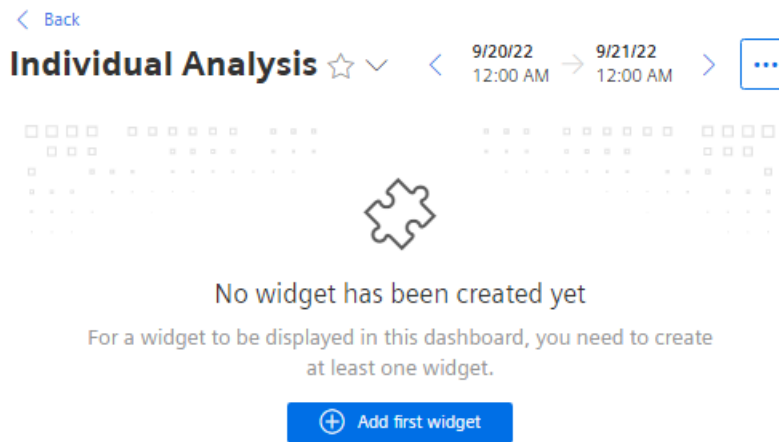 Back
Individual Analysis
9/20/22 9/21/22
12:00 AM 12:00 AM
No widget has been created yet
For a widget to be displayed in this dashboard, you need to create
at least one widget.
Add first widget